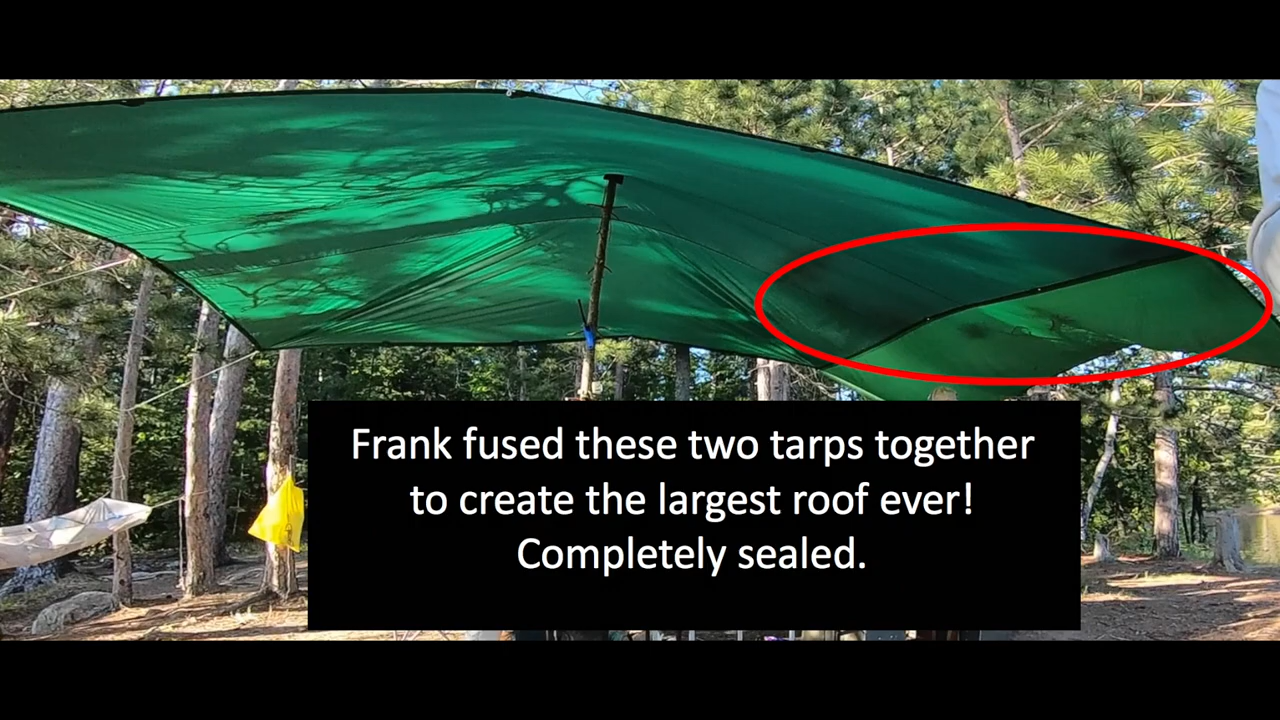 Frank fused these two tarps together
to create the largest roof ever!
Completely sealed.